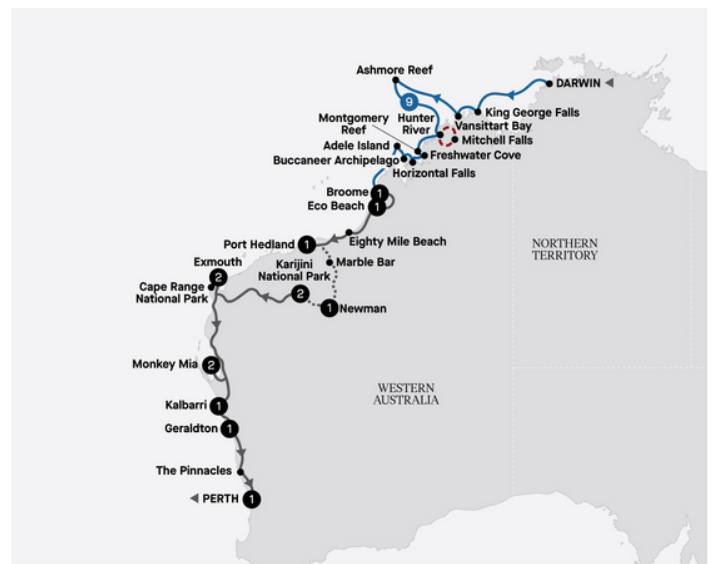 Ashmore Reef
DARWIN
9
King George Falls
Hunter
River
Vansittart Bay
Montgomery
Reef
Mitchell Falls
Adele Island
Freshwater Cove
Buccaneer Archipelago
Horizontal Falls
Broome
1
Eco Beach
1
Eighty Mile Beach
Port Hedland
1
NORTHERN
TERRITORY
Marble Bar
Exmouth
2
Karijini
National Park
2
Cape Range
National Park
1
Newman
Monkey Mia
2
WESTERN
AUSTRALIA
Kalbarri
1
Geraldton
1
The Pinnacles
PERTH
1